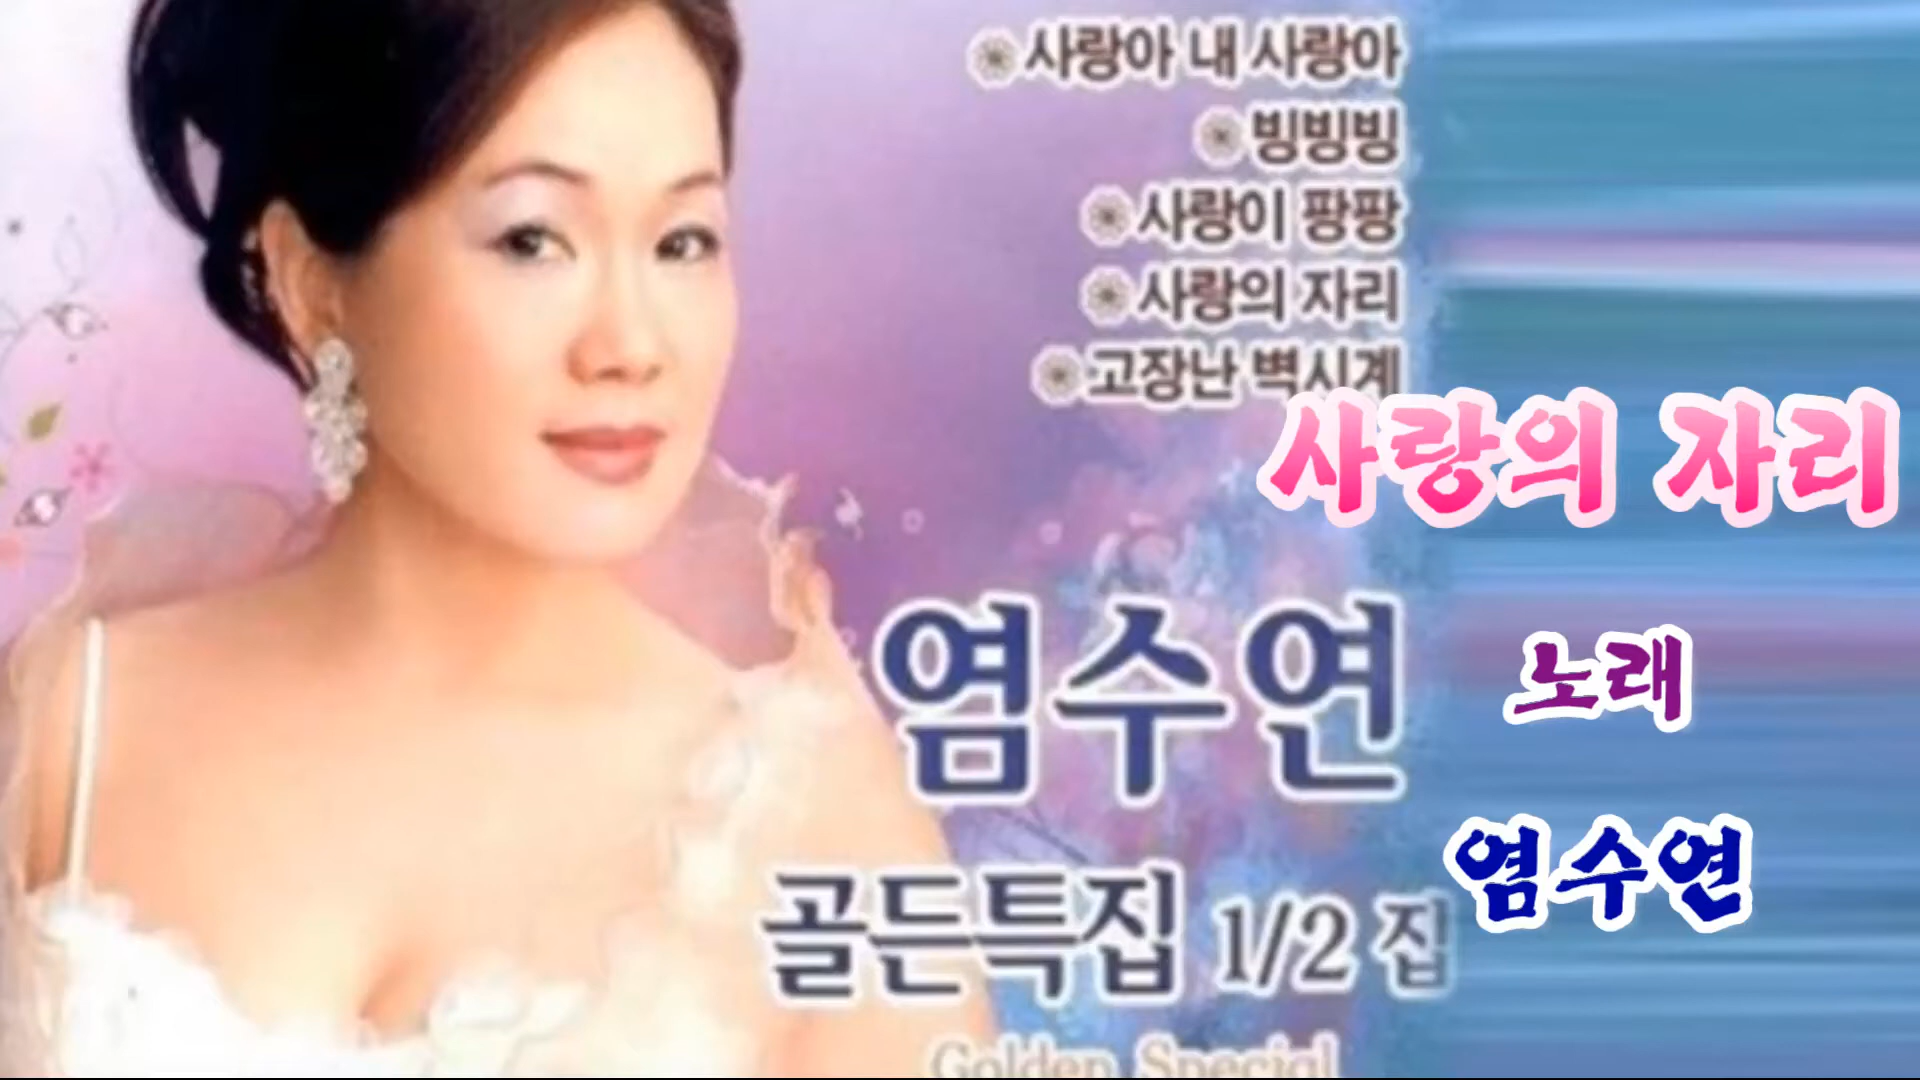 사랑아 내 사랑아
빙빙빙
사랑이 팡팡
사랑의 자리
고장난 벽시계
사랑의 자리
염수연
노래
염수연
골든특집 1/2 집
Golden Special